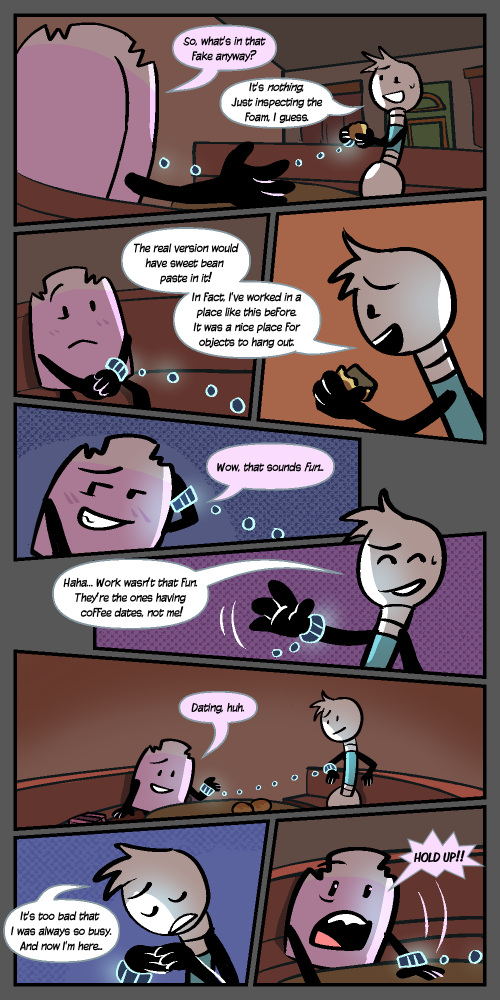 So, what's in that
Fake anyway?
It's nothing.
Just inspecting the
Foam, I guess.
The real version would
have sweet bean
paste in it!
In Fact, I've worked in a
place like this before.
It was a nice place For
objects to hang out.
Wow, that sounds Fun..
Haha... Work wasn't that Fun.
They're the ones having
coffee dates, not me!
Dating, huh.
It's too bad that
I was always so busy.
And now I'm here..
HOLD UP!!